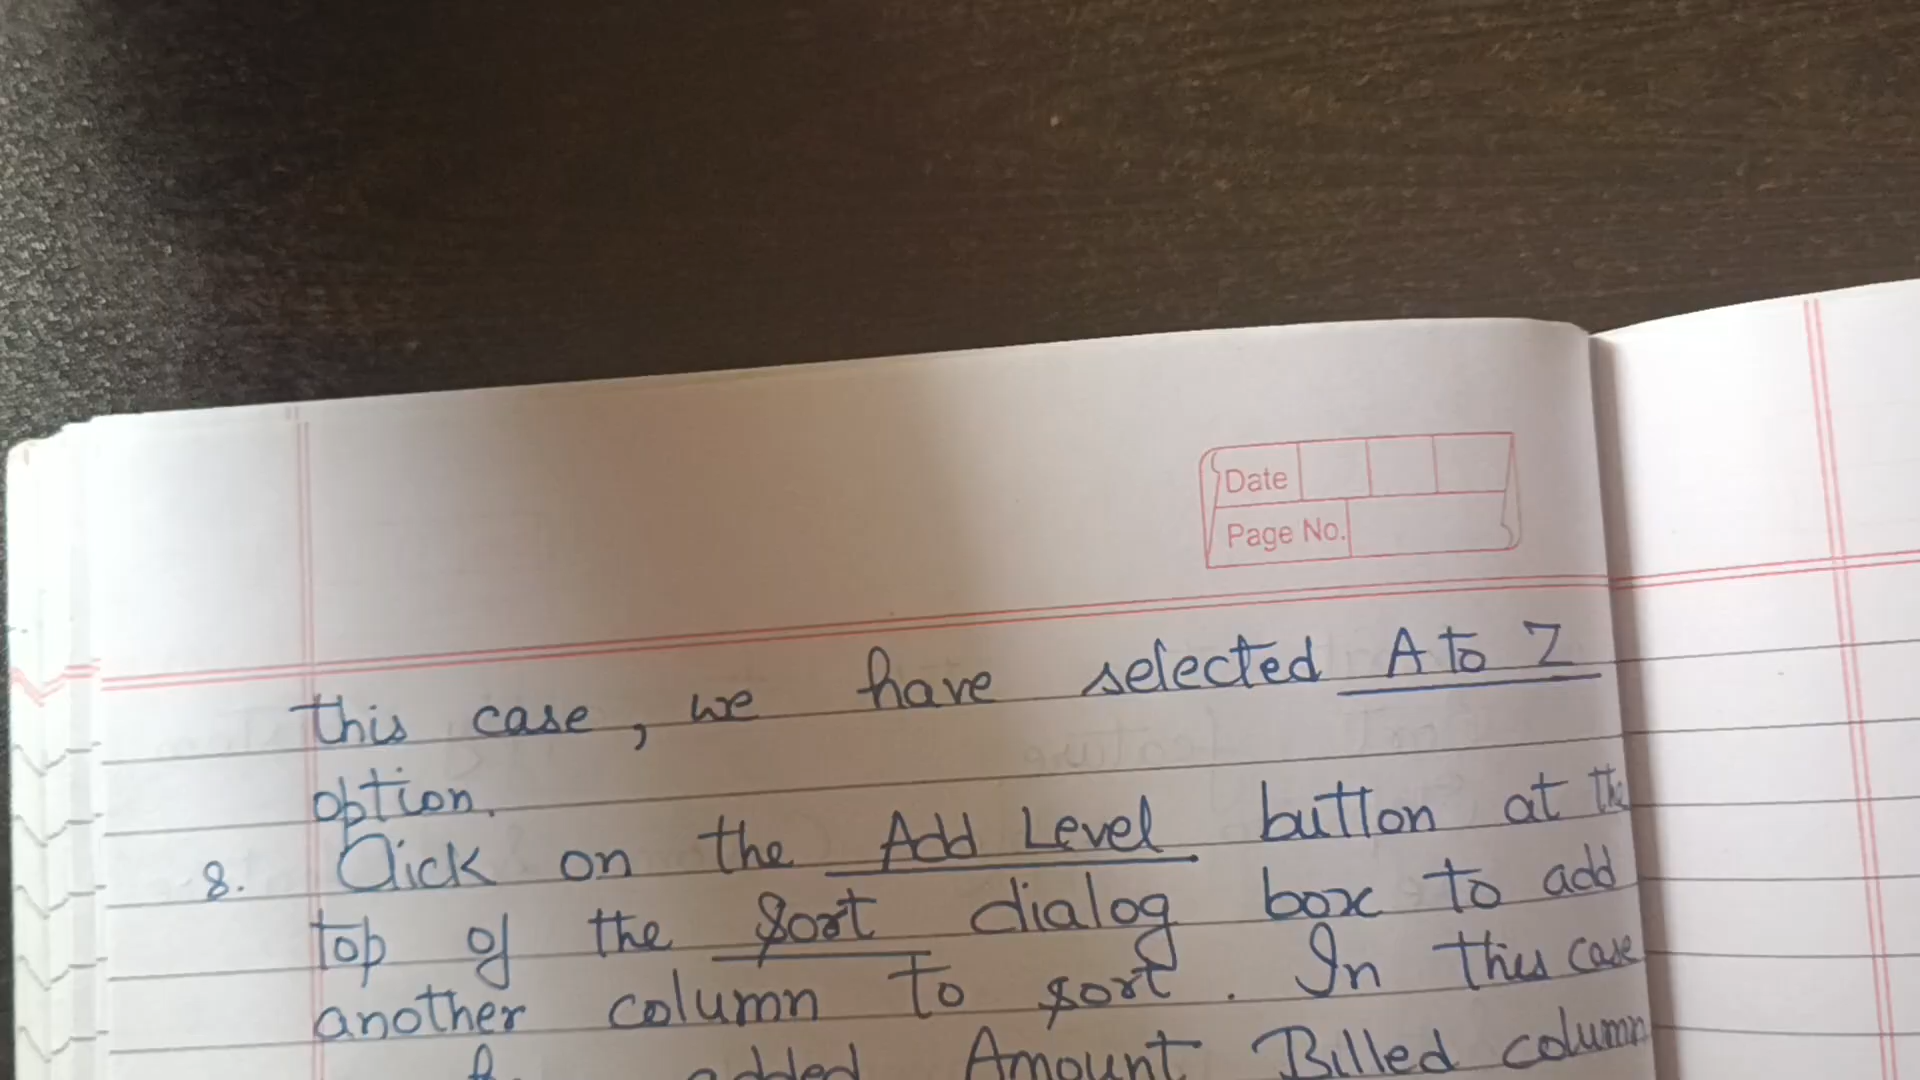 Date
Page No.
this case, we have selected A to Z
option.
8. Click on the Add Level button at the
top of the Sort dialog box to add
another column to sort. In this case
added Amount Billed column